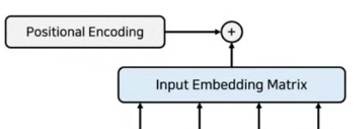 Positional Encoding
Input Embedding Matrix